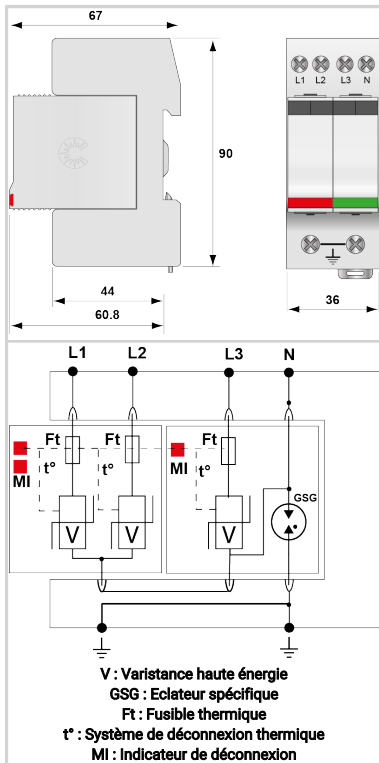 67
L1 L2 L3 N
90
44
60.8
36
L1 L2 L3 N
Ft Ft Ft
MI t° t° MI t° GSG
V V V
V : Varistance haute énergie
GSG : Eclateur spécifique
Ft : Fusible thermique
t° : Système de déconnexion thermique
MI : Indicateur de déconnexion